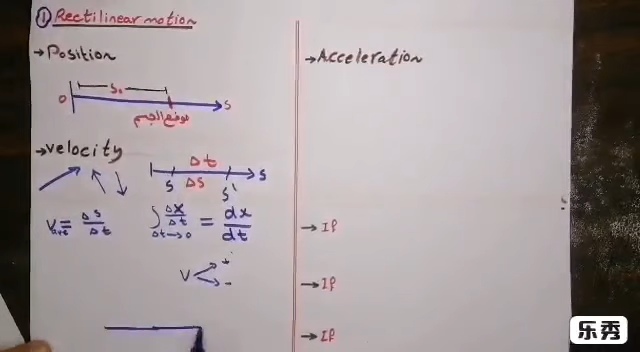 ① Rectilinear motion
→Position
S₀
O S
موقع الجسم
→velocity
Δt
S ΔS S' S
V = ΔS/Δt
∫ Δx/Δt = dx/dt
Δt→0
V + -
→Acceleration
→If
→If
→If
乐秀